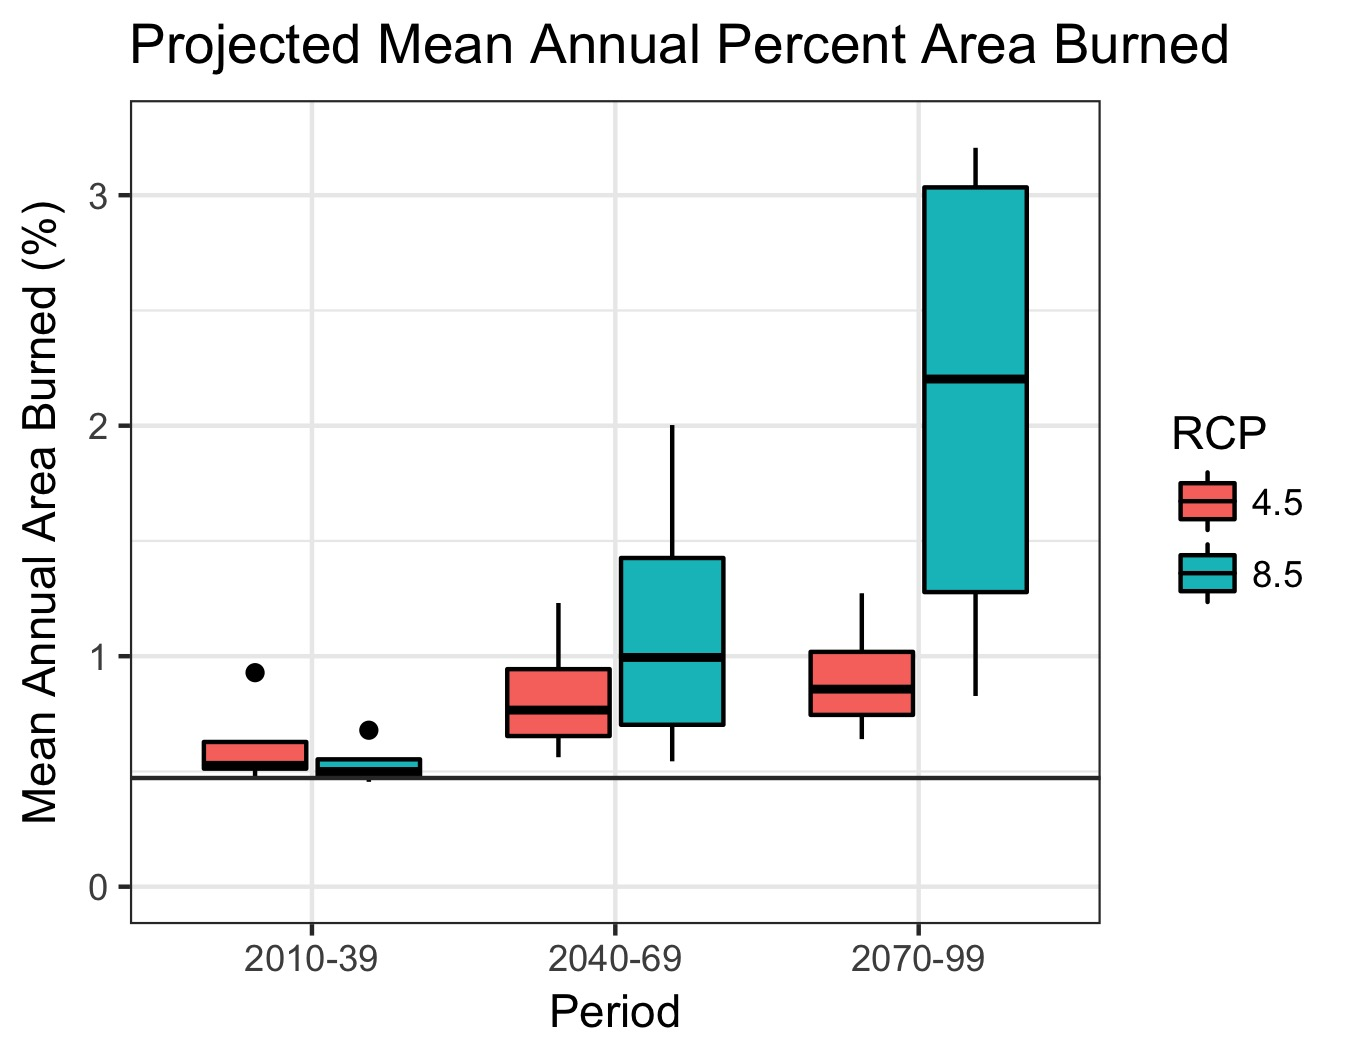 Projected Mean Annual Percent Area Burned
Mean Annual Area Burned (%)
3
2
1
0
2010-39 2040-69 2070-99
Period
RCP
4.5
8.5